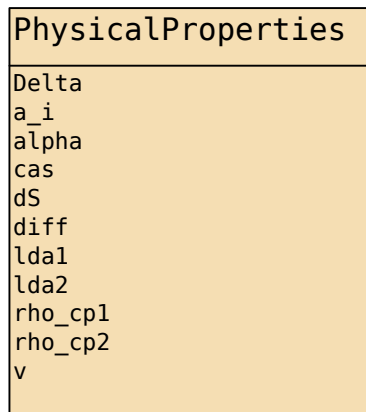 PhysicalProperties
Delta
a_i
alpha
cas
dS
diff
lda1
lda2
rho_cp1
rho_cp2
v